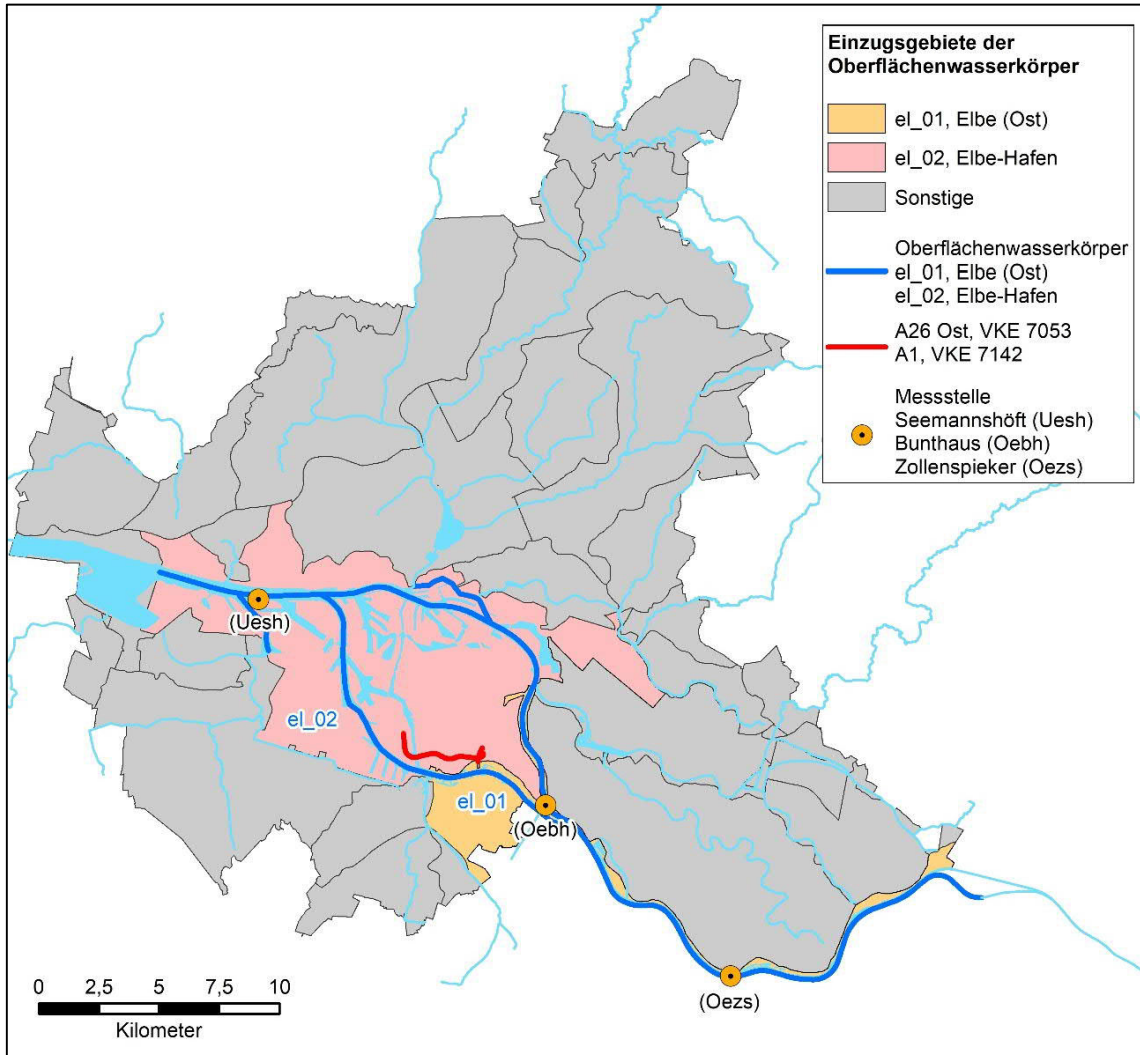 Einzugsgebiete der
Oberflächenwasserkörper
el_01, Elbe (Ost)
el_02, Elbe-Hafen
Sonstige
Oberflächenwasserkörper
el_01, Elbe (Ost)
el_02, Elbe-Hafen
A26 Ost, VKE 7053
A1, VKE 7142
Messstelle
Seemannshöft (Uesh)
Bunthaus (Oebh)
Zollenspieker (Oezs)
(Uesh)
el_02
el_01
(Oebh)
(Oezs)
0 2,5 5 7,5 10
Kilometer